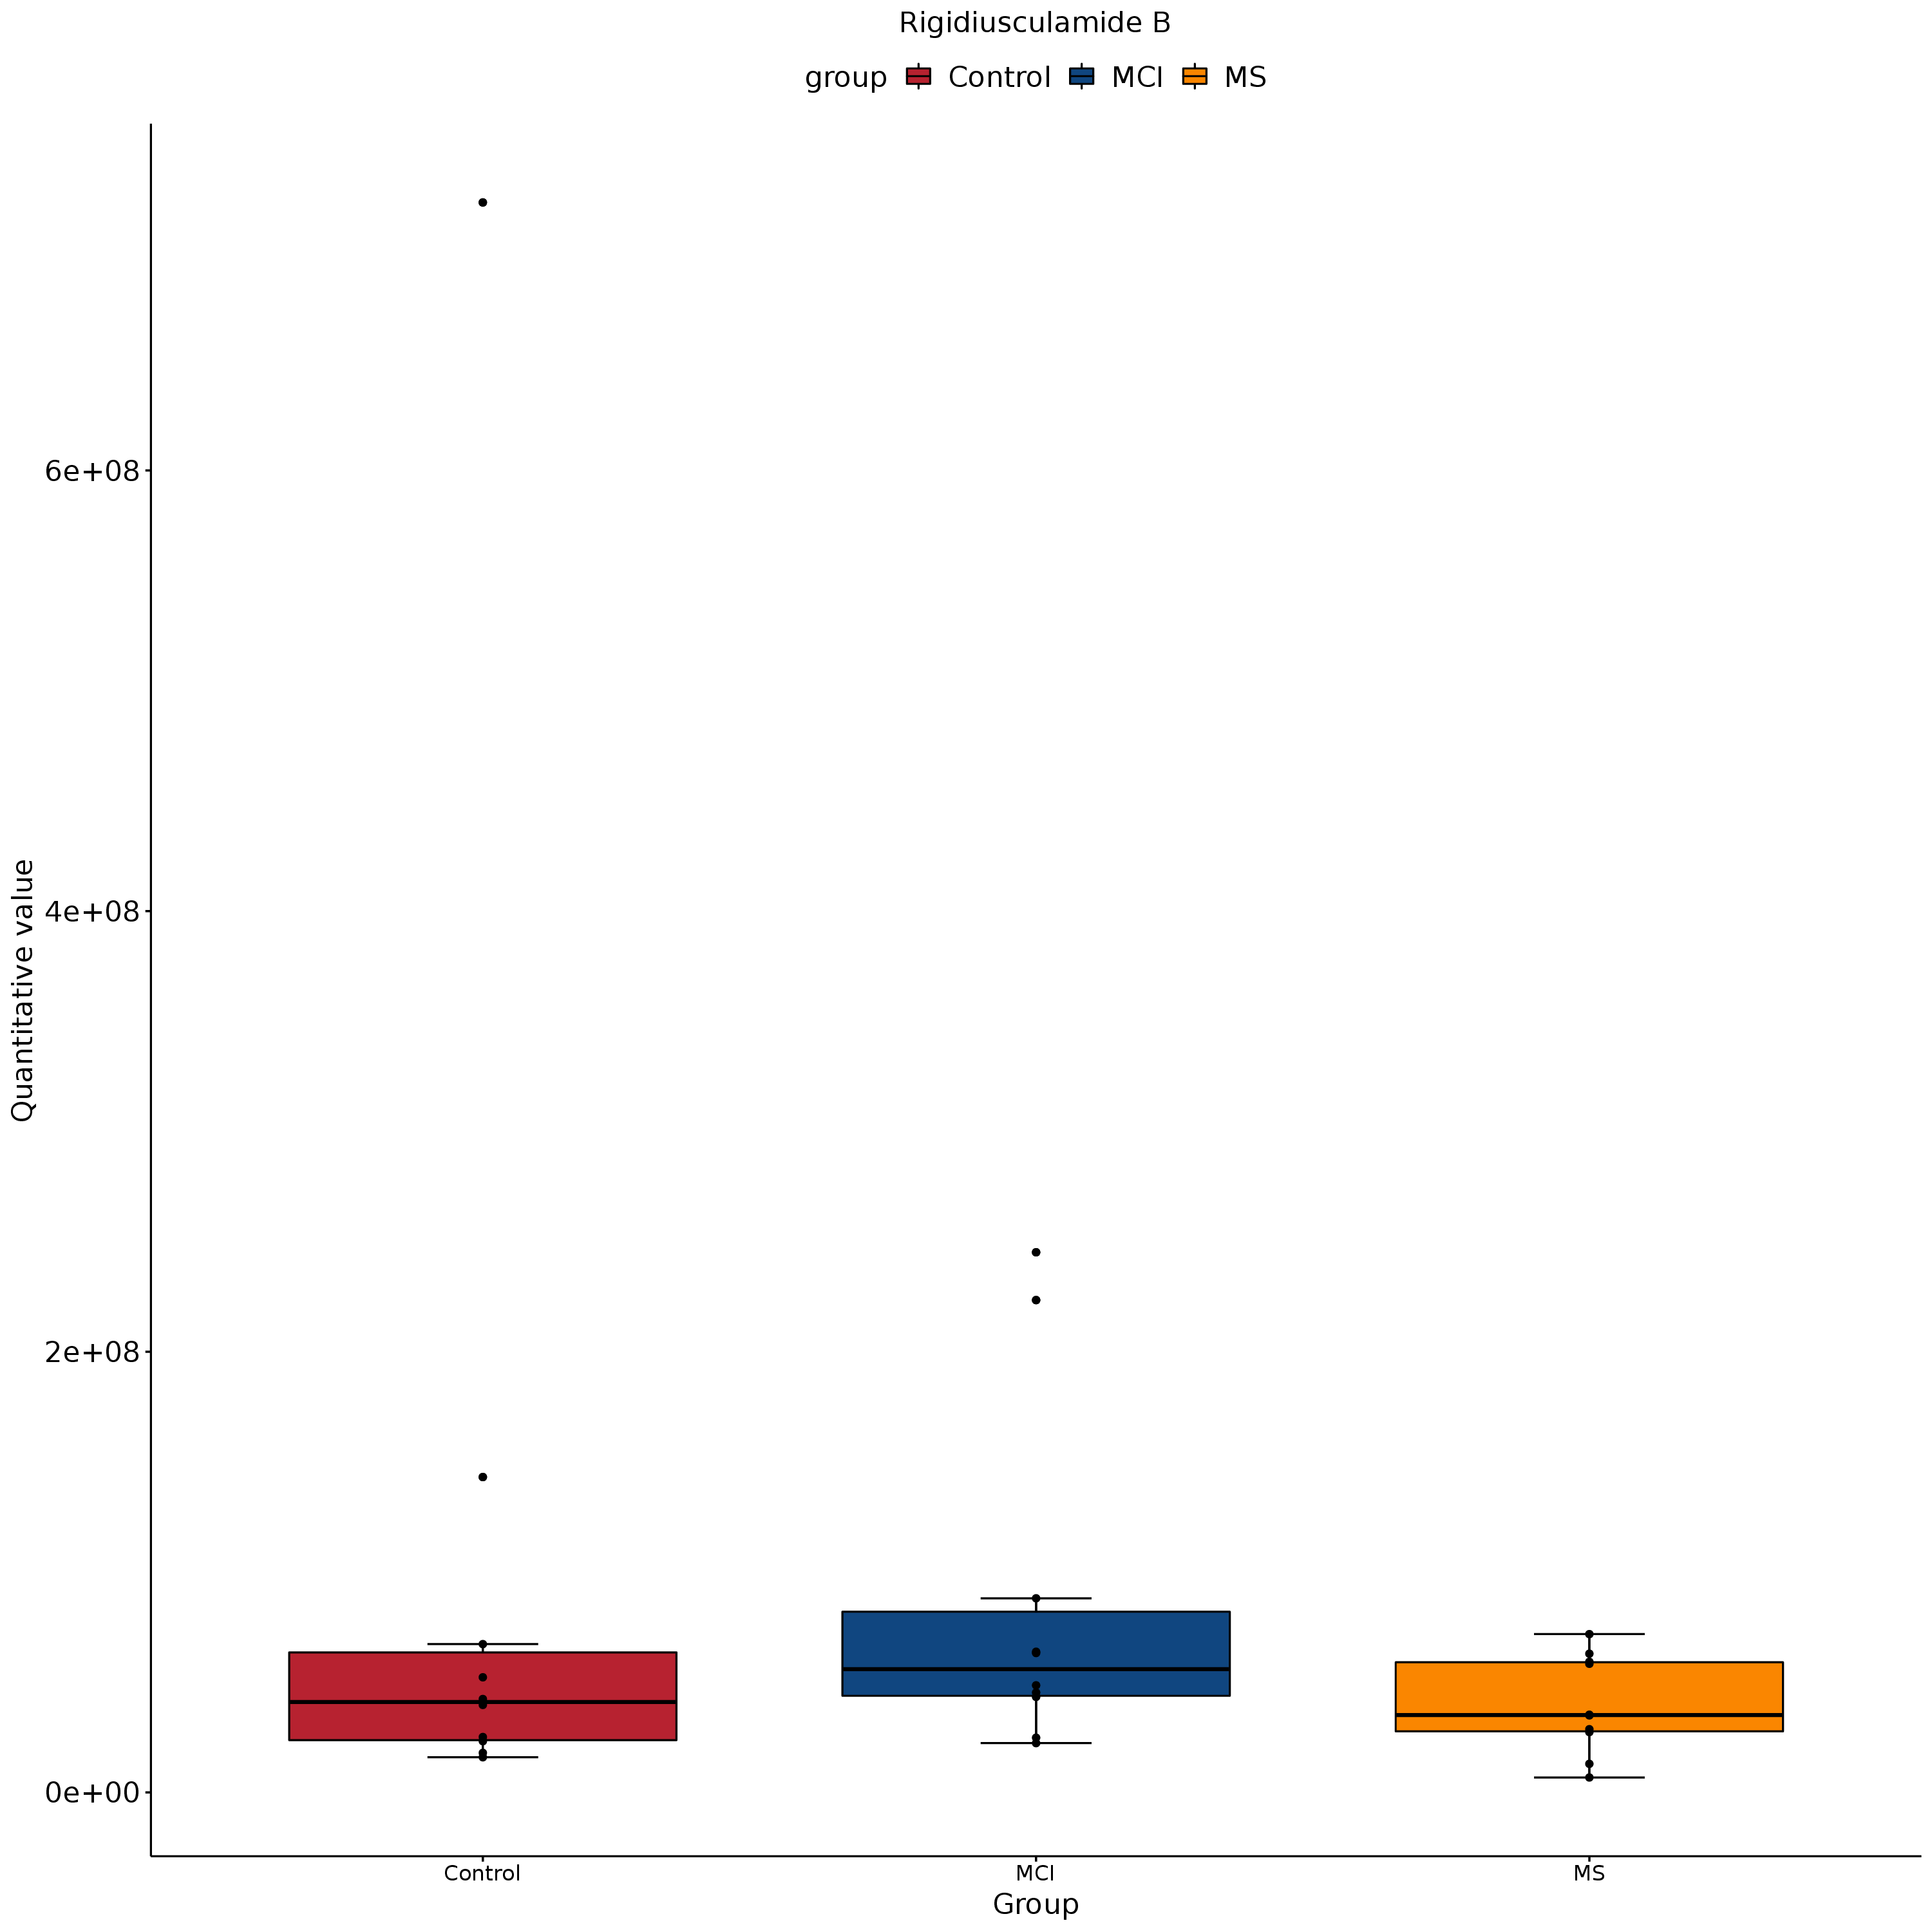 Rigidiusculamide B
group Control MCI MS
Quantitative value
6e+08
4e+08
2e+08
0e+00
Control MCI MS
Group